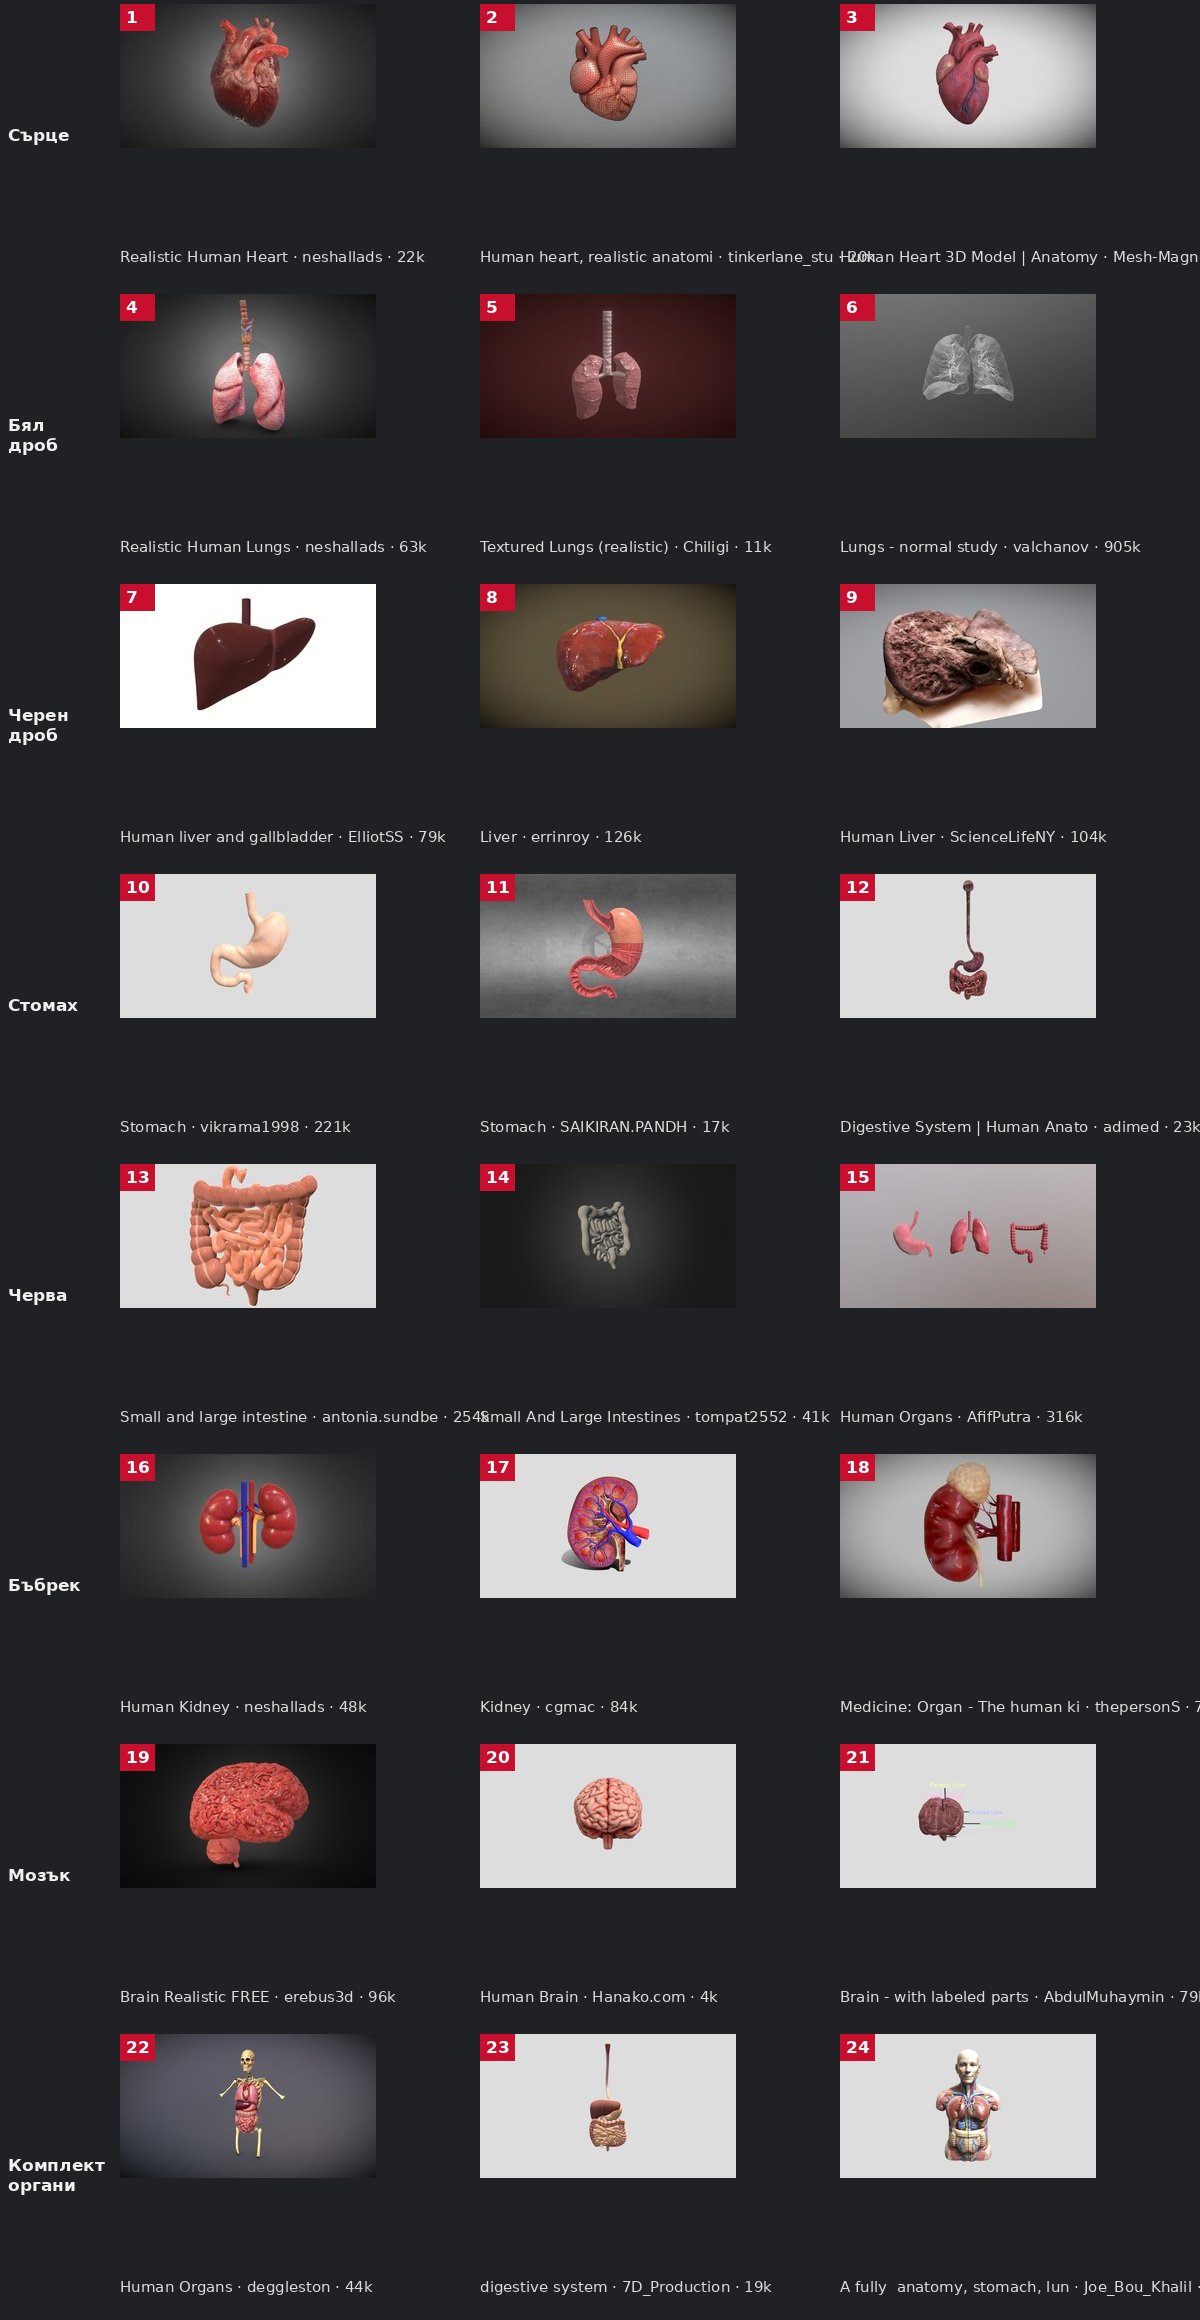 1
2
3
Сърце
Realistic Human Heart · neshallads · 22k
Human heart, realistic anatomi · tinkerlane_stu · 20k
Human Heart 3D Model | Anatomy · Mesh-Magn
4
5
6
Бял
дроб
Realistic Human Lungs · neshallads · 63k
Textured Lungs (realistic) · Chiligi · 11k
Lungs - normal study · valchanov · 905k
7
8
9
Черен
дроб
Human liver and gallbladder · ElliotSS · 79k
Liver · errinroy · 126k
Human Liver · ScienceLifeNY · 104k
10
11
12
Стомах
Stomach · vikrama1998 · 221k
Stomach · SAIKIRAN.PANDH · 17k
Digestive System | Human Anato · adimed · 23k
13
14
15
Черва
Small and large intestine · antonia.sundbe · 254k
Small And Large Intestines · tompat2552 · 41k
Human Organs · AfifPutra · 316k
16
17
18
Бъбрек
Human Kidney · neshallads · 48k
Kidney · cgmac · 84k
Medicine: Organ - The human ki · thepersonS · 7
19
20
21
Мозък
Brain Realistic FREE · erebus3d · 96k
Human Brain · Hanako.com · 4k
Brain - with labeled parts · AbdulMuhaymin · 79k
22
23
24
Комплект
органи
Human Organs · deggleston · 44k
digestive system · 7D_Production · 19k
A fully  anatomy, stomach, lun · Joe_Bou_Khalil ·